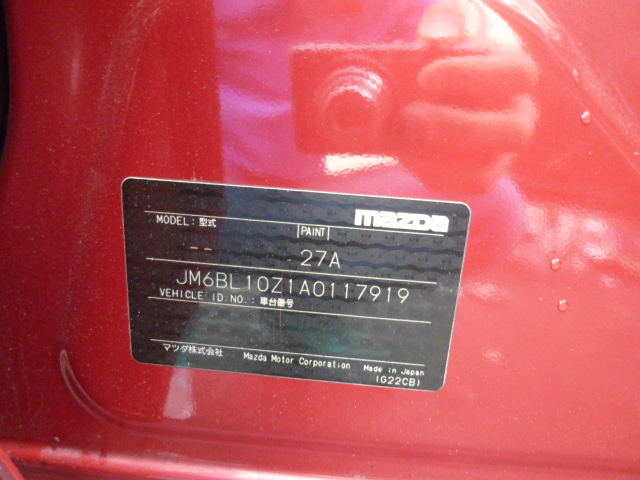 mazda
MODEL: 型式
PAINT
-- 27A
JM6BL10Z1A0117919
VEHICLE ID.NO.: 車台番号
マツダ株式会社 Mazda Motor Corporation Made in Japan
(G22CB)